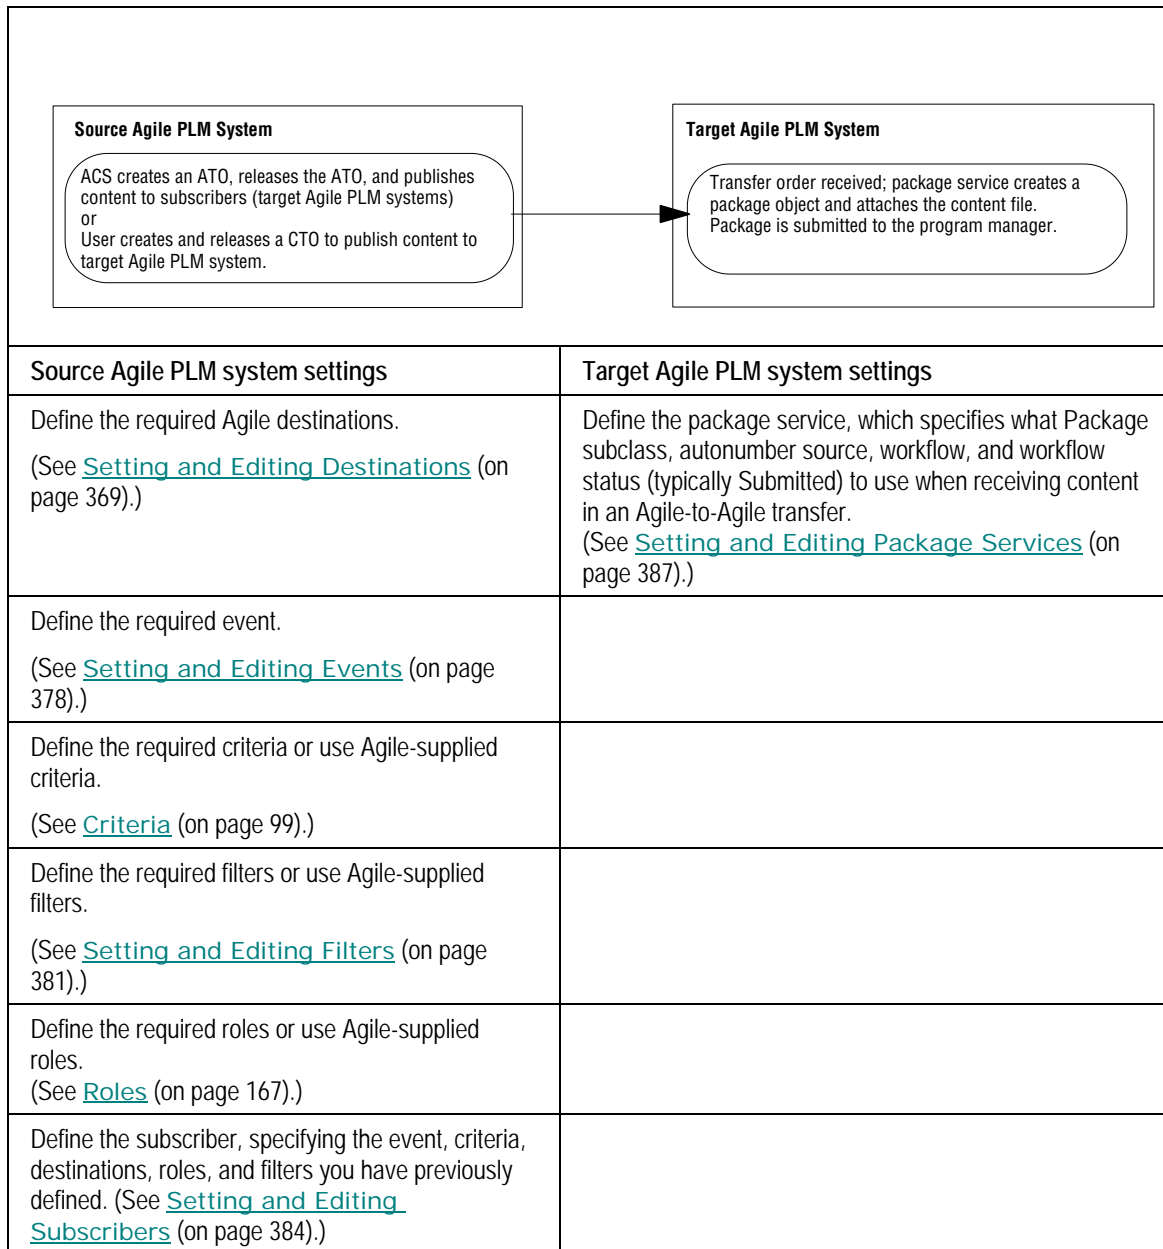 Source Agile PLM System
ACS creates an ATO, releases the ATO, and publishes
content to subscribers (target Agile PLM systems)
or
User creates and releases a CTO to publish content to
target Agile PLM system.
Target Agile PLM System
Transfer order received; package service creates a
package object and attaches the content file.
Package is submitted to the program manager.
Source Agile PLM system settings
Target Agile PLM system settings
Define the required Agile destinations.
(See Setting and Editing Destinations (on
page 369).)
Define the package service, which specifies what Package
subclass, autonumber source, workflow, and workflow
status (typically Submitted) to use when receiving content
in an Agile-to-Agile transfer.
(See Setting and Editing Package Services (on
page 387).)
Define the required event.
(See Setting and Editing Events (on page
378).)
Define the required criteria or use Agile-supplied
criteria.
(See Criteria (on page 99).)
Define the required filters or use Agile-supplied
filters.
(See Setting and Editing Filters (on page
381).)
Define the required roles or use Agile-supplied
roles.
(See Roles (on page 167).)
Define the subscriber, specifying the event, criteria,
destinations, roles, and filters you have previously
defined. (See Setting and Editing
Subscribers (on page 384).)